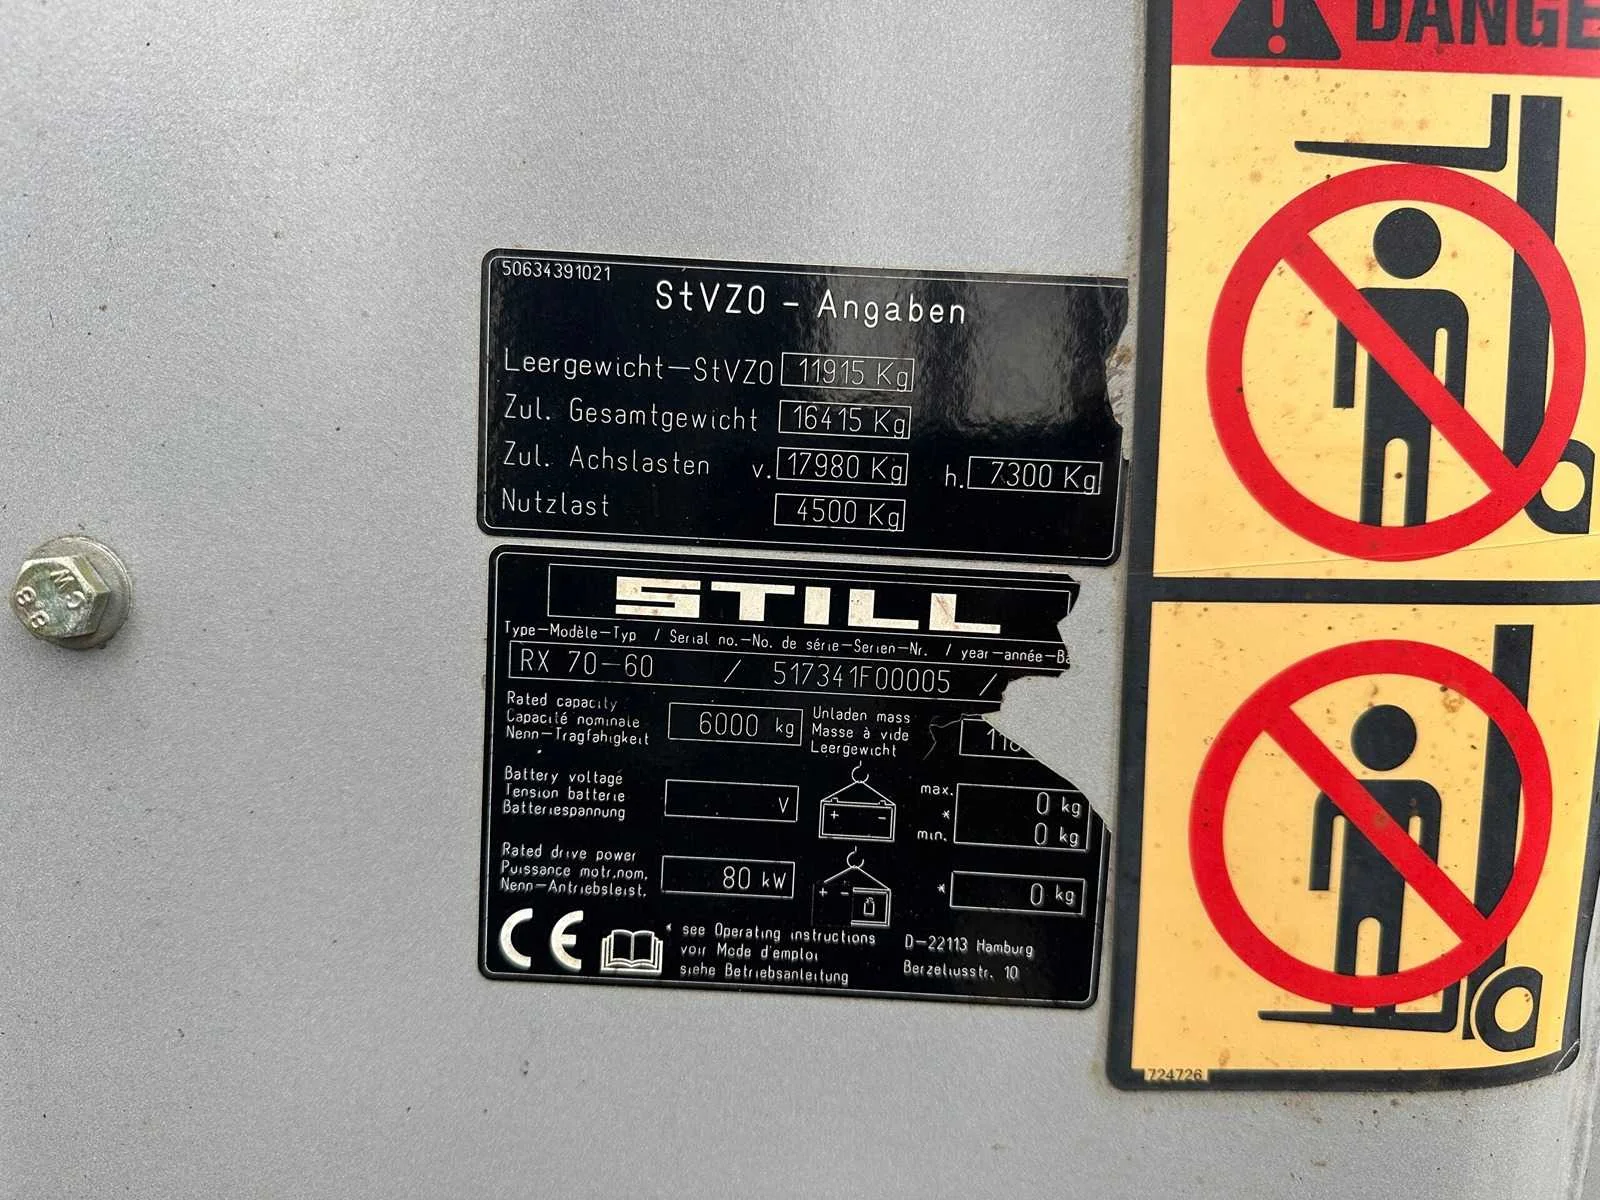 50634391021
StVZO - Angaben
Leergewicht-StVZO 11915 Kg
Zul. Gesamtgewicht 16415 Kg
Zul. Achslasten v. 17980 Kg h. 7300 Kg
Nutzlast 4500 Kg
STILL
Type-Modèle-Typ / Serial no.-No. de série-Serien-Nr. / year-année-Ba
RX 70-60 / 517341F00005 /
Rated capacity
Capacité nominale
Nenn-Tragfähigkeit
6000 kg
Unladen mass
Masse à vide
Leergewicht
Battery voltage
Tension batterie
Batteriespannung
V
max. 0 kg
*
min. 0 kg
Rated drive power
Puissance motr.nom.
Nenn-Antriebsleist.
80 kW
+ -
+ -
* 0 kg
CE
* see Operating instructions
voir Mode d'emploi
siehe Betriebsanleitung
D-22113 Hamburg
Berzeliusstr. 10
DANGE
724726
8.8